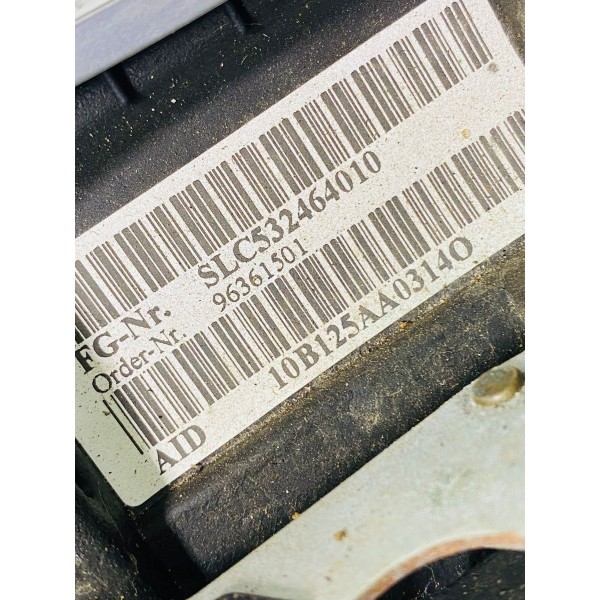 FG-Nr. SLC532464010
Order-Nr. 96361501
AID 10B125AA0314O